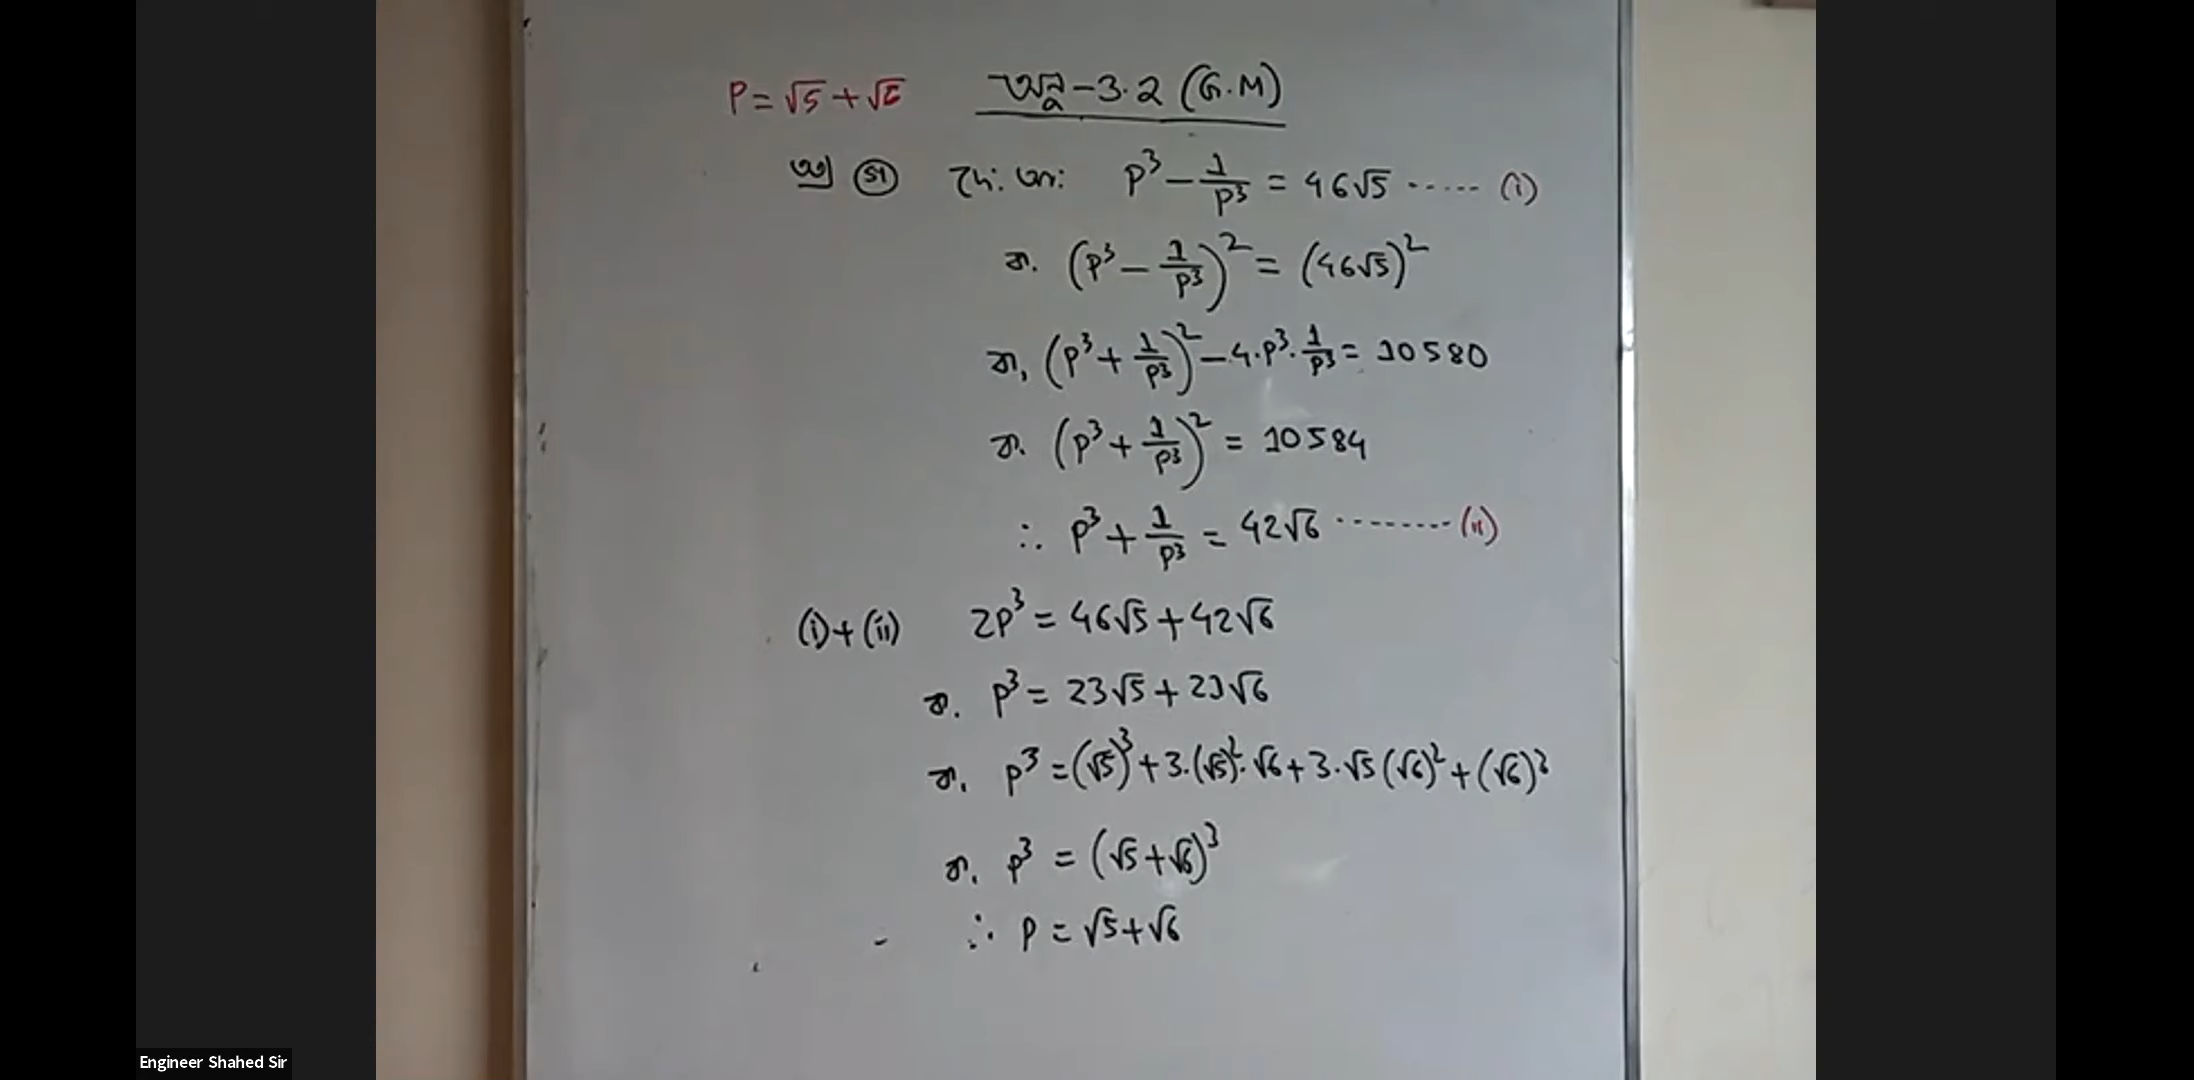 P = √5 + √6
অনু - 3.2 (G.M)
P³ - 1/P³ = 46√5 ...... (i)
বা. (P³ - 1/P³)² = (46√5)²
বা, (P³ + 1/P³)² - 4·P³·1/P³ = 10580
বা. (P³ + 1/P³)² = 10584
∴ P³ + 1/P³ = 42√6 ......... (ii)
(i)+(ii) 2P³ = 46√5 + 42√6
বা. P³ = 23√5 + 21√6
বা, P³ = (√5)³ + 3·(√5)²·√6 + 3·√5(√6)² + (√6)³
বা, P³ = (√5 + √6)³
∴ P = √5 + √6
Engineer Shahed Sir